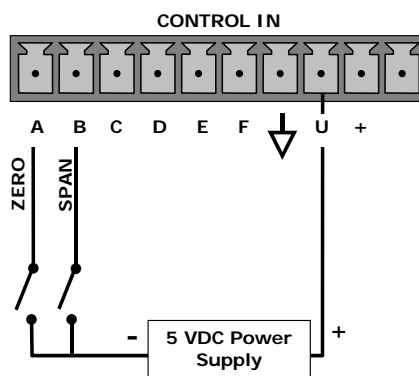 CONTROL IN
A B C D E F U +
ZERO
SPAN
- 5 VDC Power +
Supply